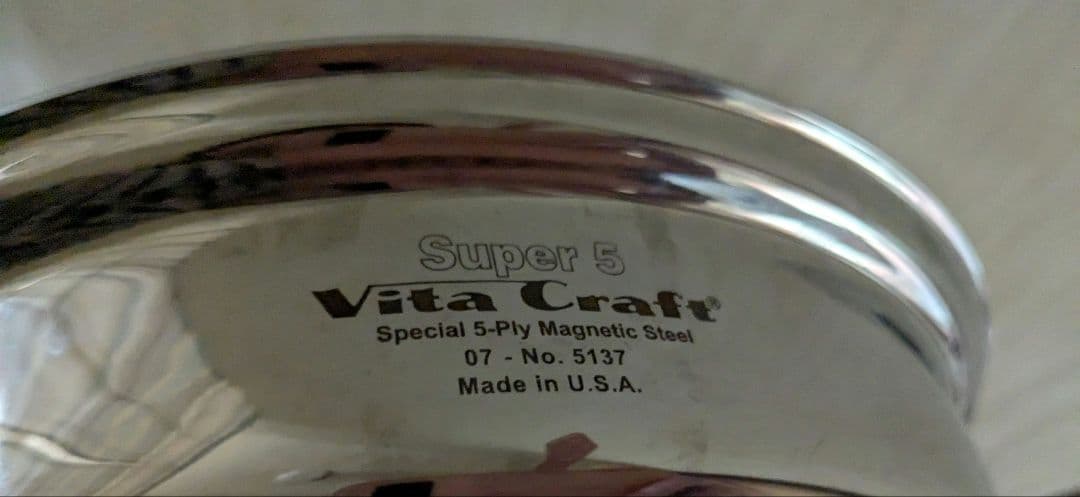 Super 5
Vita Craft®
Special 5-Ply Magnetic Steel
07 - No. 5137
Made in U.S.A.